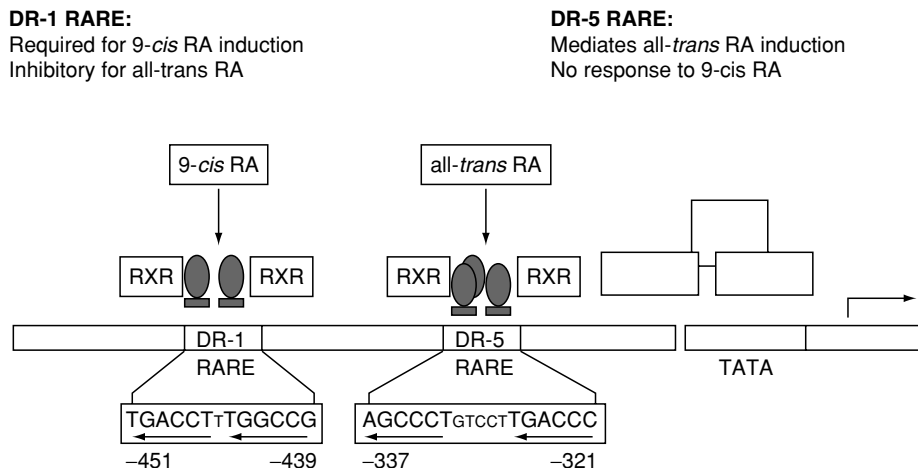 DR-1 RARE:
Required for 9-cis RA induction
Inhibitory for all-trans RA
DR-5 RARE:
Mediates all-trans RA induction
No response to 9-cis RA
9-cis RA
all-trans RA
RXR RXR
RXR RXR
DR-1
DR-5
RARE
RARE
TATA
TGACCTTTGGCCG
AGCCCTGTCCTTGACCC
–451 –439
–337 –321